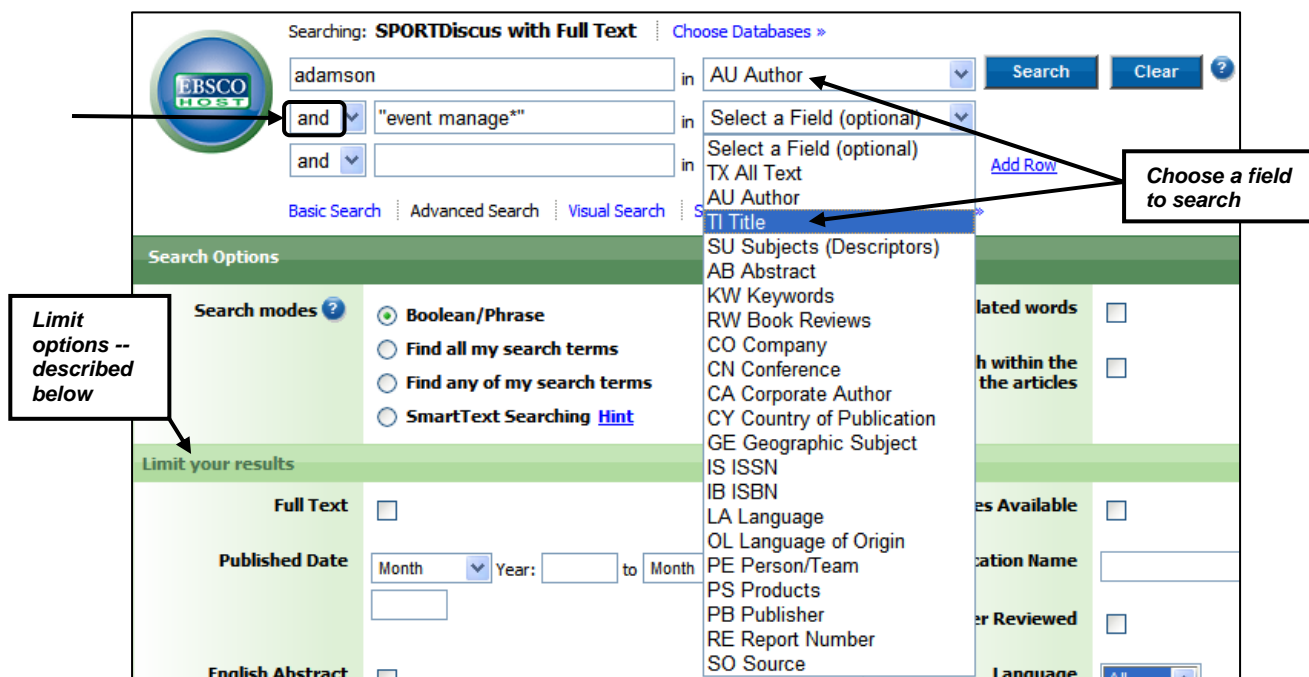 Searching: SPORTDiscus with Full Text Choose Databases »
EBSCO
HOST
adamson in AU Author Search Clear ?
and "event manage*" in Select a Field (optional)
and in Add Row
Select a Field (optional)
TX All Text
AU Author
TI Title
SU Subjects (Descriptors)
AB Abstract
KW Keywords
RW Book Reviews
CO Company
CN Conference
CA Corporate Author
CY Country of Publication
GE Geographic Subject
IS ISSN
IB ISBN
LA Language
OL Language of Origin
PE Person/Team
PS Products
PB Publisher
RE Report Number
SO Source
Choose a field
to search
Basic Search Advanced Search Visual Search S »
Search Options
Limit
options --
described
below
Search modes ? Boolean/Phrase
Find all my search terms
Find any of my search terms
SmartText Searching Hint
lated words
h within the
the articles
Limit your results
Full Text
es Available
Published Date Month Year: to Month
cation Name
er Reviewed
English Abstract
Language All